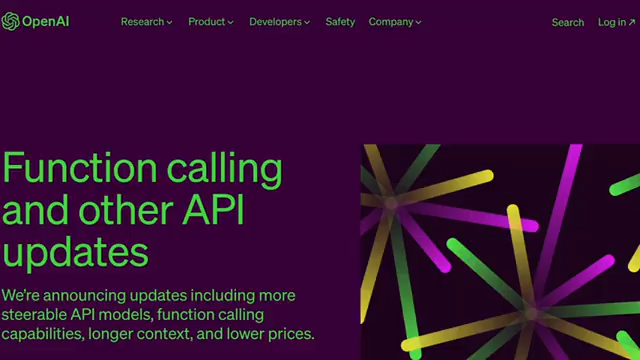 OpenAI
Research Product Developers Safety Company Search Log in ↗
Function calling
and other API
updates
We're announcing updates including more
steerable API models, function calling
capabilities, longer context, and lower prices.